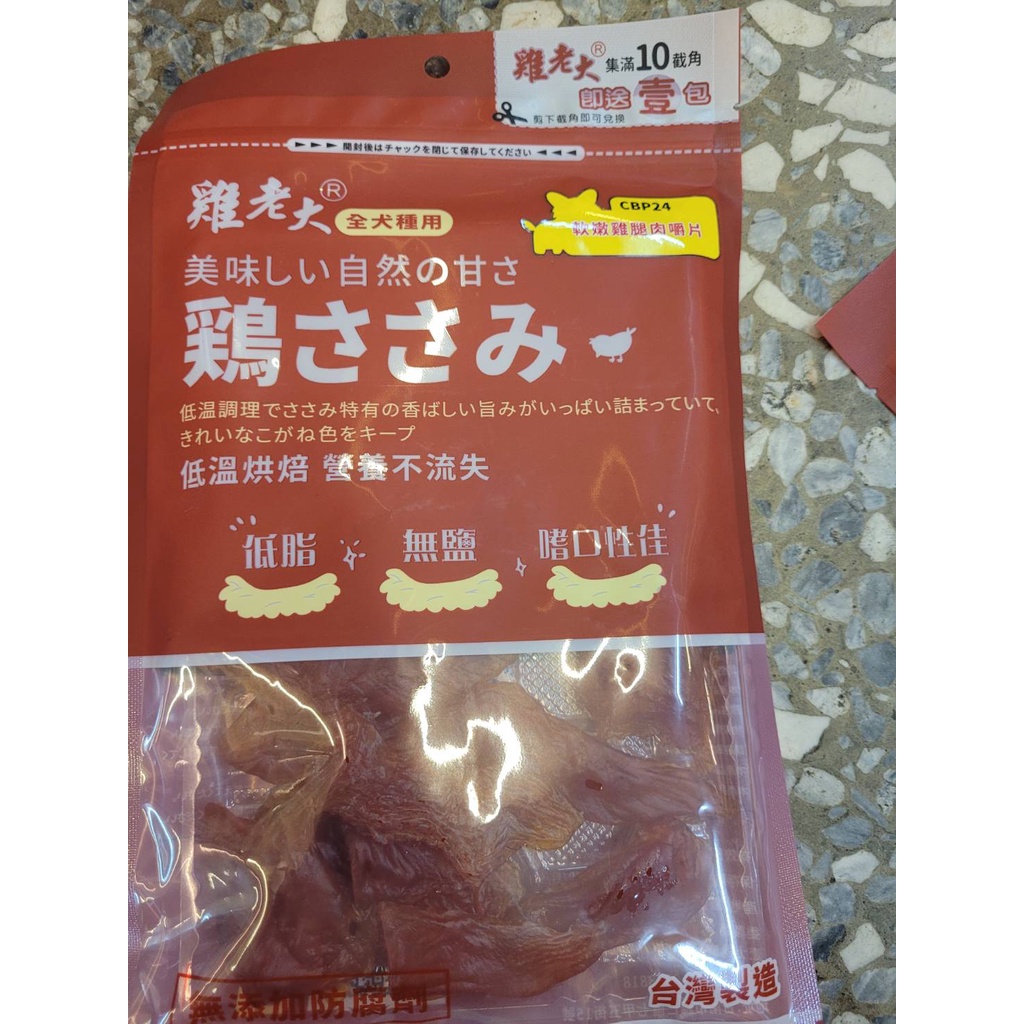 雞老大® 集滿10截角
即送壹包
剪下截角即可兌換
►►► 開封後はチャックを閉じて保存してください ◄◄◄
雞老大® 全犬種用
CBP24
軟嫩雞腿肉嚼片
美味しい自然の甘さ
鶏ささみ
低温調理でささみ特有の香ばしい旨みがいっぱい詰まっていて、
きれいなこがね色をキープ
低溫烘焙 營養不流失
低脂 無鹽 嗜口性佳
無添加防腐劑
台灣製造